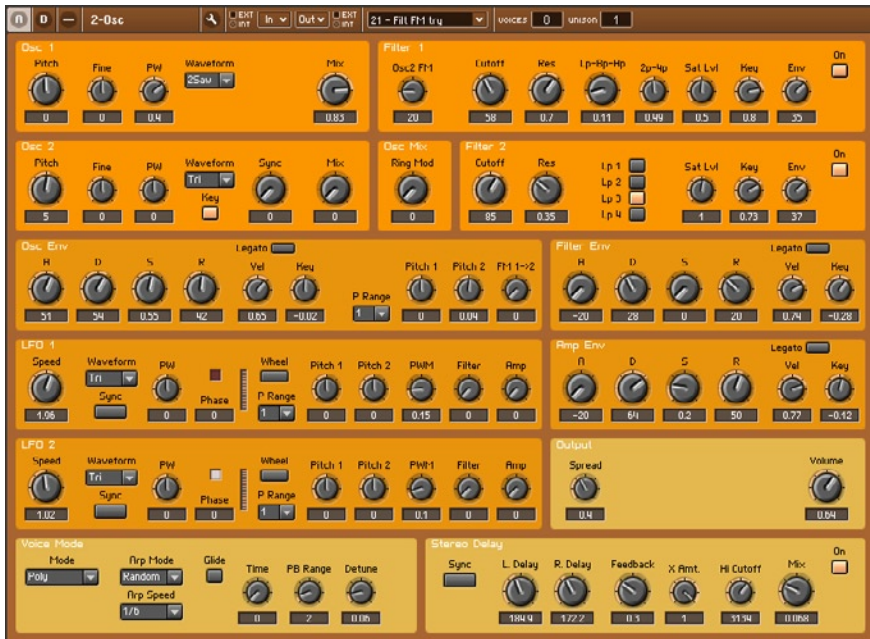 D 2-Osc EXT INT In Out EXT INT 21 - Filt FM try voices 0 unison 1
Osc 1
Pitch Fine PW Waveform Mix
2Saw
0 0 0.4 0.83
Filter 1
Osc2 FM Cutoff Res Lp-Bp-Hp 2p-4p Sat Lvl Key Env On
20 58 0.7 0.11 0.49 0.5 0.8 35
Osc 2
Pitch Fine PW Waveform Sync Mix
Tri
Key
5 0 0 0 0
Osc Mix
Ring Mod
0
Filter 2
Cutoff Res Sat Lvl Key Env On
Lp 1
Lp 2
Lp 3
Lp 4
85 0.35 1 0.73 37
Osc Env
Legato
A D S R Vel Key Pitch 1 Pitch 2 FM 1->2
P Range
1
51 54 0.55 42 0.65 -0.02 0 0.04 0
Filter Env
Legato
A D S R Vel Key
-20 28 0 20 0.74 -0.28
LFO 1
Speed Waveform PW Wheel Pitch 1 Pitch 2 PWM Filter Amp
Tri
Sync Phase P Range
1
1.96 0 0 0 0 0.15 0 0
Amp Env
Legato
A D S R Vel Key
-20 64 0.2 50 0.77 -0.12
LFO 2
Speed Waveform PW Wheel Pitch 1 Pitch 2 PWM Filter Amp
Tri
Sync Phase P Range
1
1.02 0 0 0 0 0.1 0 0
Output
Spread Volume
0.4 0.64
Voice Mode
Mode Arp Mode Glide Time PB Range Detune
Poly Random
Arp Speed
1/6
0 2 0.06
Stereo Delay
Sync L. Delay R. Delay Feedback X Amt. Hi Cutoff Mix On
184.9 172.2 0.3 1 3134 0.068